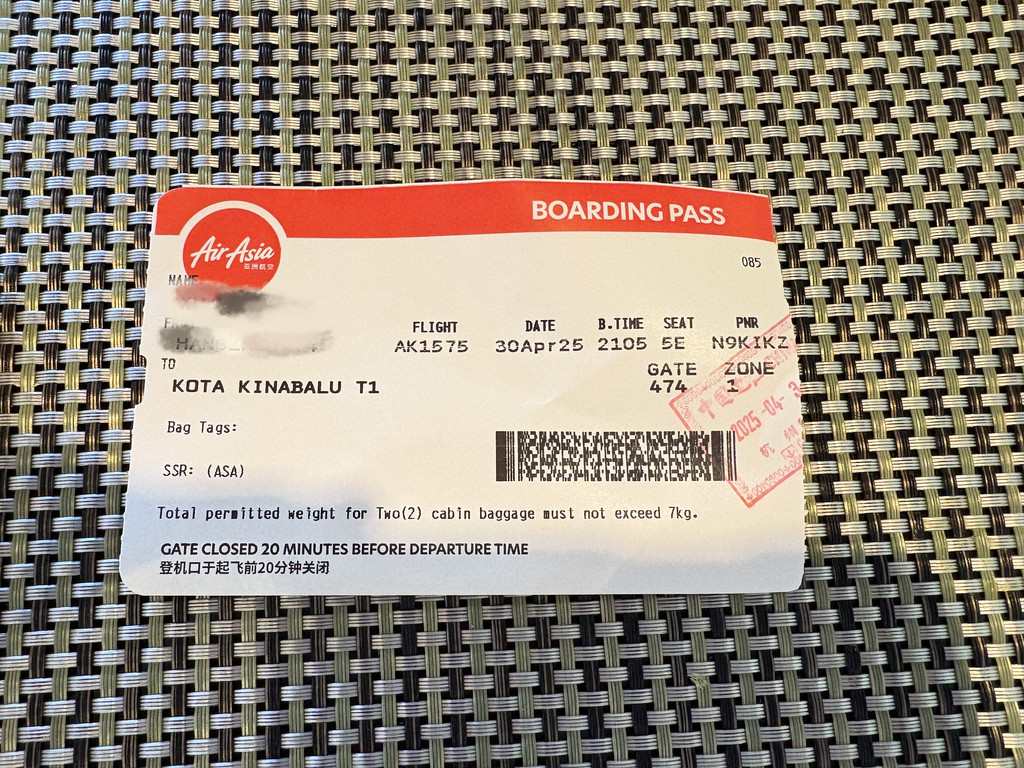 BOARDING PASS
AirAsia
亚洲航空
085
NAME
FLIGHT DATE B.TIME SEAT PNR
AK1575 30Apr25 2105 5E N9KIKZ
TO
GATE ZONE
KOTA KINABALU T1 474 1
Bag Tags:
2025-04-3
SSR: (ASA)
Total permitted weight for Two(2) cabin baggage must not exceed 7kg.
GATE CLOSED 20 MINUTES BEFORE DEPARTURE TIME
登机口于起飞前20分钟关闭